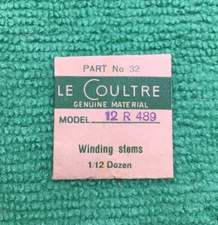 PART No 32
LE COULTRE
GENUINE MATERIAL
MODEL 12 R 489
Winding stems
1/12 Dozen